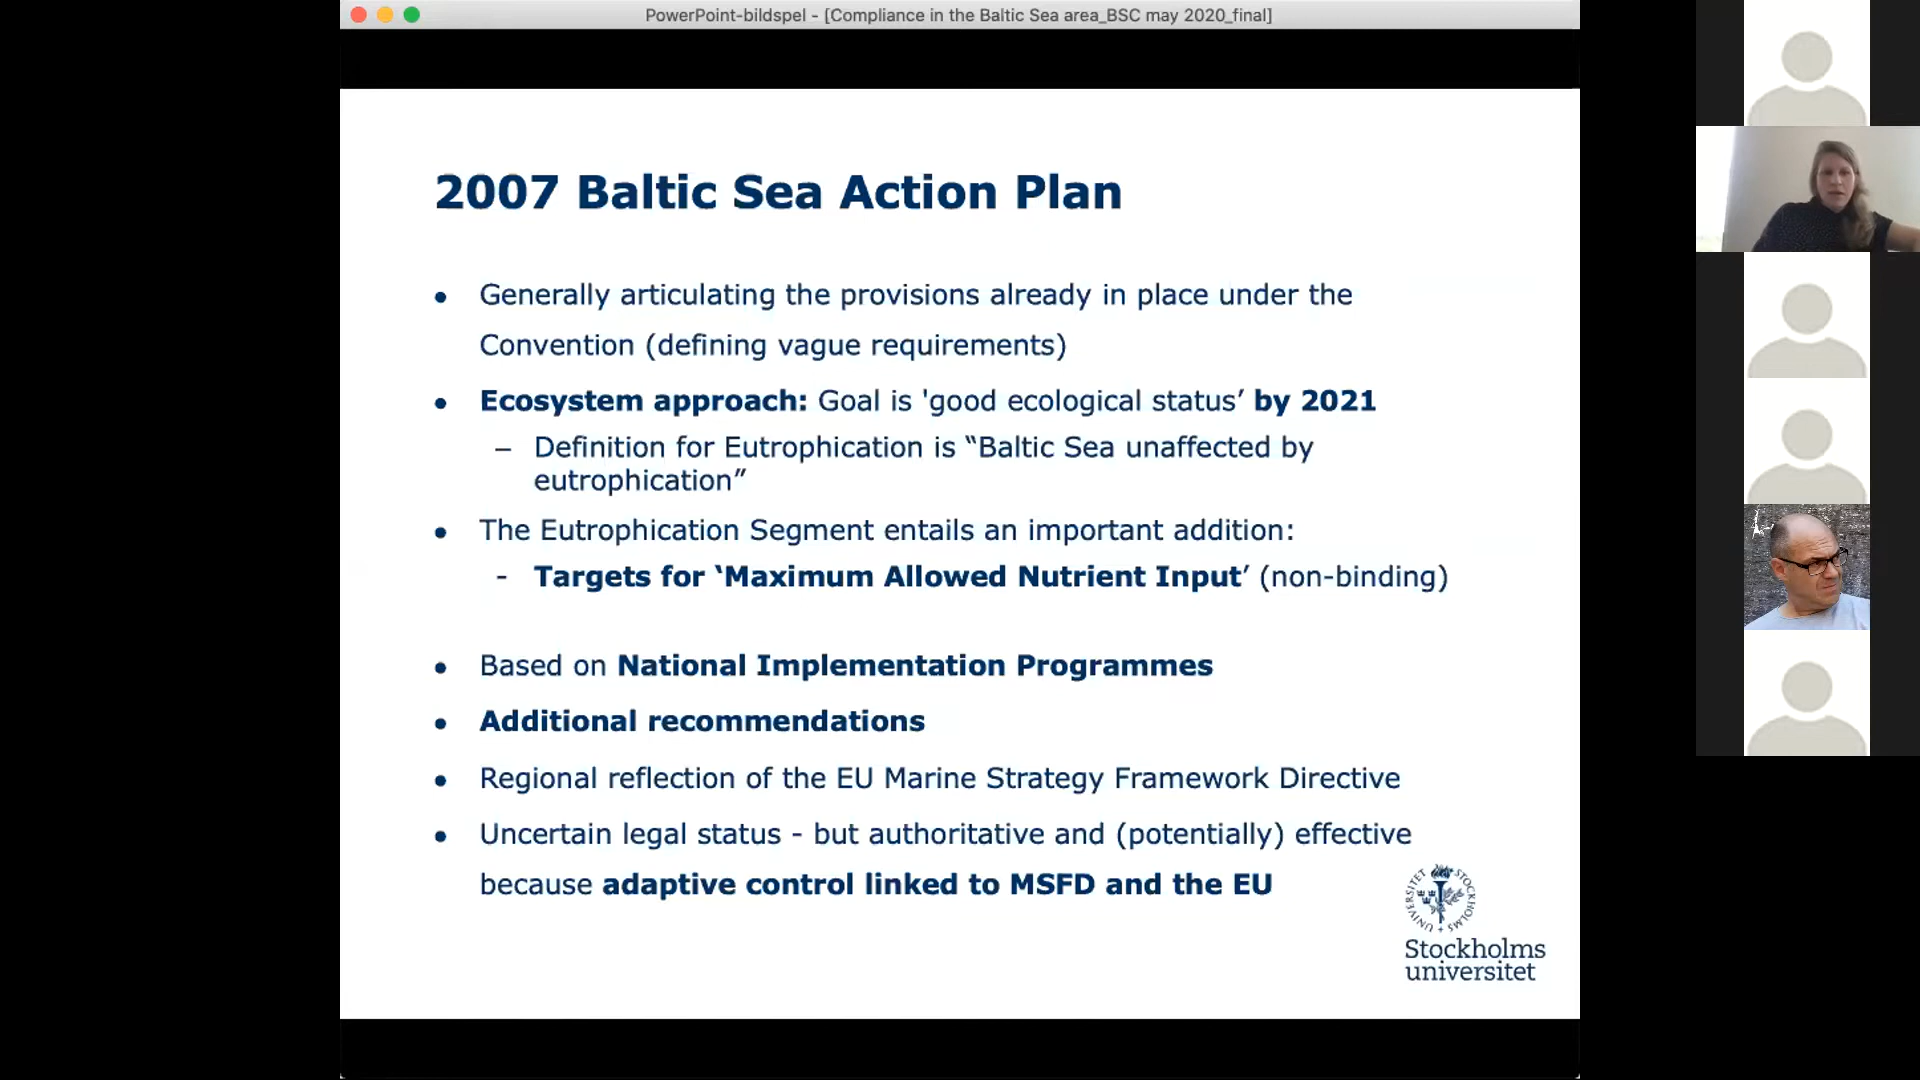 PowerPoint-bildspel - [Compliance in the Baltic Sea area_BSC may 2020_final]
2007 Baltic Sea Action Plan
• Generally articulating the provisions already in place under the
Convention (defining vague requirements)
• Ecosystem approach: Goal is 'good ecological status’ by 2021
– Definition for Eutrophication is “Baltic Sea unaffected by
eutrophication”
• The Eutrophication Segment entails an important addition:
- Targets for ‘Maximum Allowed Nutrient Input’ (non-binding)
• Based on National Implementation Programmes
• Additional recommendations
• Regional reflection of the EU Marine Strategy Framework Directive
• Uncertain legal status - but authoritative and (potentially) effective
because adaptive control linked to MSFD and the EU
STOCKHOLMS UNIVERSITET
Stockholms
universitet